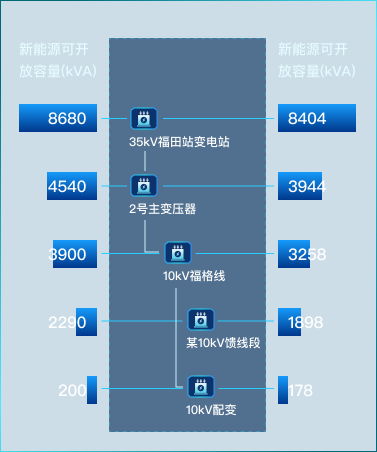 新能源可开
放容量(kVA)
新能源可开
放容量(kVA)
8680
8404
35kV福田站变电站
4540
3944
2号主变压器
3900
3258
10kV福格线
2290
1898
某10kV馈线段
200
178
10kV配变